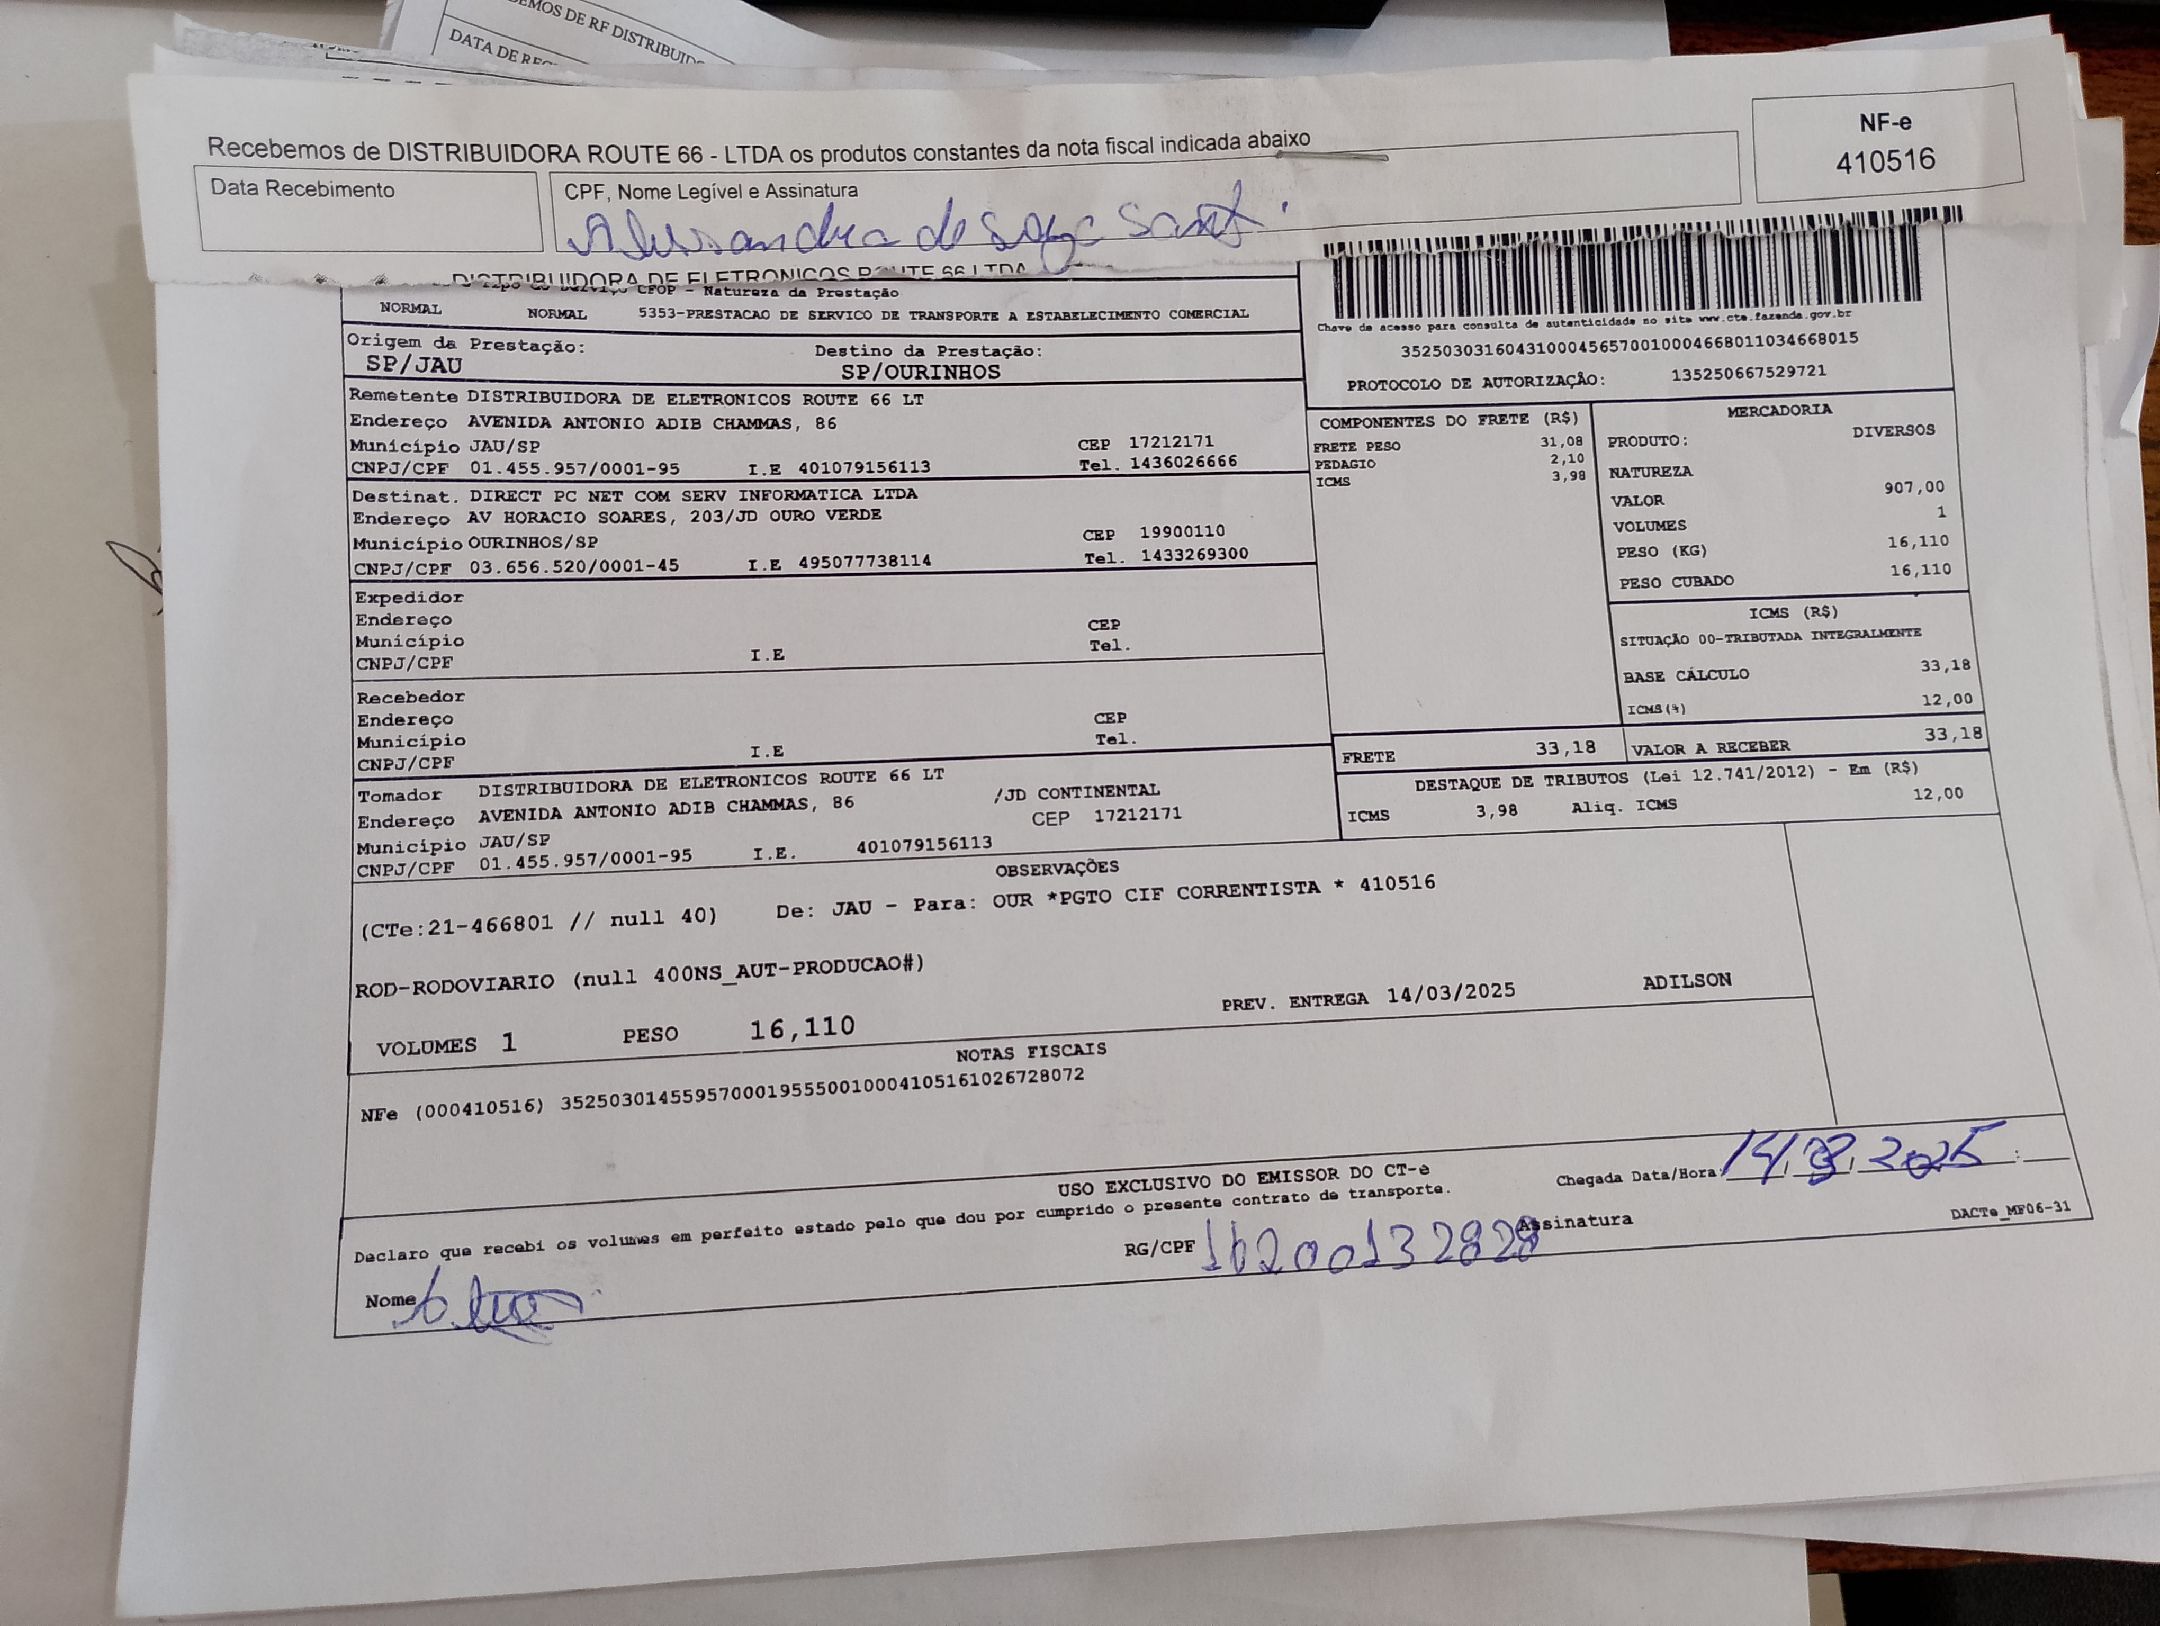 EMOS DE RF DISTRIBUID
DATA DE REC
Recebemos de DISTRIBUIDORA ROUTE 66 - LTDA os produtos constantes da nota fiscal indicada abaixo
NF-e
410516
Data Recebimento
CPF, Nome Legível e Assinatura
DISTRIBUIDORA DE ELETRONICOS ROUTE 66 LTDA
CFOP - Natureza da Prestação
NORMAL NORMAL 5353-PRESTACAO DE SERVICO DE TRANSPORTE A ESTABELECIMENTO COMERCIAL
Chave de acesso para consulta de autenticidade no site www.cte.fazenda.gov.br
35250303160431000456570010004668011034668015
PROTOCOLO DE AUTORIZAÇÃO: 135250667529721
Origem da Prestação: Destino da Prestação:
SP/JAU SP/OURINHOS
Remetente DISTRIBUIDORA DE ELETRONICOS ROUTE 66 LT
Endereço AVENIDA ANTONIO ADIB CHAMMAS, 86
Município JAU/SP CEP 17212171
CNPJ/CPF 01.455.957/0001-95 I.E 401079156113 Tel. 1436026666
Destinat. DIRECT PC NET COM SERV INFORMATICA LTDA
Endereço AV HORACIO SOARES, 203/JD OURO VERDE
Município OURINHOS/SP CEP 19900110
CNPJ/CPF 03.656.520/0001-45 I.E 495077738114 Tel. 1433269300
Expedidor
Endereço
Município CEP
CNPJ/CPF I.E Tel.
Recebedor
Endereço CEP
Município Tel.
CNPJ/CPF I.E
Tomador DISTRIBUIDORA DE ELETRONICOS ROUTE 66 LT
Endereço AVENIDA ANTONIO ADIB CHAMMAS, 86 /JD CONTINENTAL
Município JAU/SP CEP 17212171
CNPJ/CPF 01.455.957/0001-95 I.E. 401079156113
COMPONENTES DO FRETE (R$)
FRETE PESO 31,08
PEDAGIO 2,10
ICMS 3,98
MERCADORIA
PRODUTO: DIVERSOS
NATUREZA
VALOR 907,00
VOLUMES 1
PESO (KG) 16,110
PESO CUBADO 16,110
ICMS (R$)
SITUAÇÃO 00-TRIBUTADA INTEGRALMENTE
BASE CÁLCULO 33,18
ICMS(%) 12,00
FRETE 33,18 VALOR A RECEBER 33,18
DESTAQUE DE TRIBUTOS (Lei 12.741/2012) - Em (R$)
ICMS 3,98 Aliq. ICMS 12,00
OBSERVAÇÕES
(CTe:21-466801 // null 40) De: JAU - Para: OUR *PGTO CIF CORRENTISTA * 410516
ROD-RODOVIARIO (null 400NS_AUT-PRODUCAO#)
VOLUMES 1 PESO 16,110 PREV. ENTREGA 14/03/2025 ADILSON
NOTAS FISCAIS
NFe (000410516) 35250301455957000195550010004105161026728072
USO EXCLUSIVO DO EMISSOR DO CT-e
Declaro que recebi os volumes em perfeito estado pelo que dou por cumprido o presente contrato de transporte.
Chegada Data/Hora:
Nome
RG/CPF
Assinatura
DACTe_MF06-31